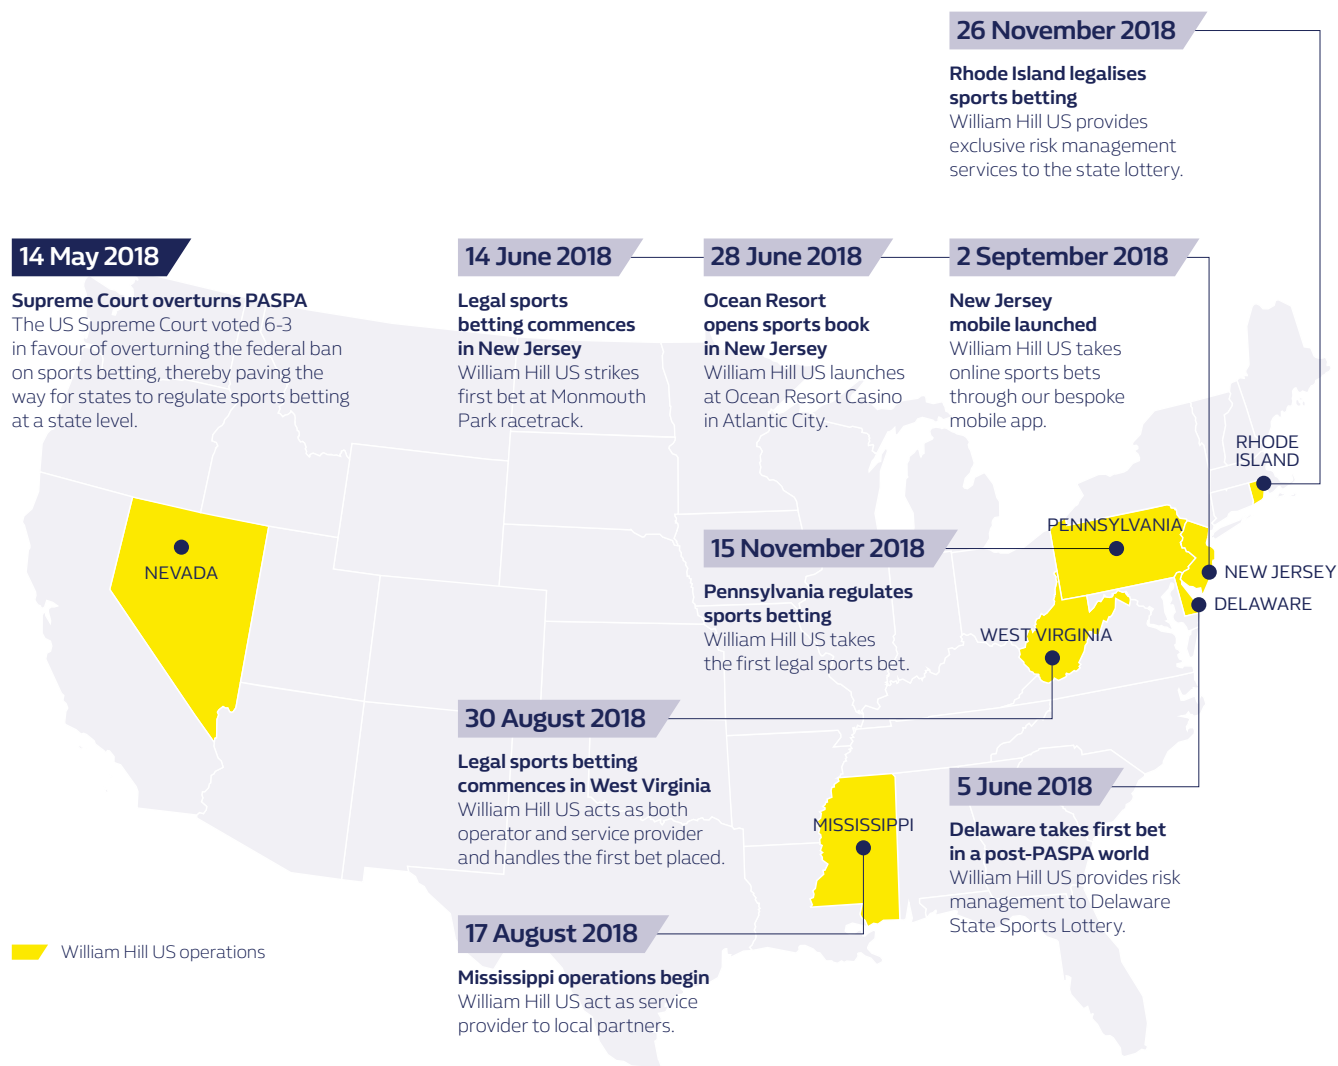 26 November 2018
Rhode Island legalises
sports betting
William Hill US provides
exclusive risk management
services to the state lottery.
14 May 2018
Supreme Court overturns PASPA
The US Supreme Court voted 6-3
in favour of overturning the federal ban
on sports betting, thereby paving the
way for states to regulate sports betting
at a state level.
14 June 2018
Legal sports
betting commences
in New Jersey
William Hill US strikes
first bet at Monmouth
Park racetrack.
28 June 2018
Ocean Resort
opens sports book
in New Jersey
William Hill US launches
at Ocean Resort Casino
in Atlantic City.
2 September 2018
New Jersey
mobile launched
William Hill US takes
online sports bets
through our bespoke
mobile app.
RHODE
ISLAND
PENNSYLVANIA
NEW JERSEY
DELAWARE
WEST VIRGINIA
NEVADA
15 November 2018
Pennsylvania regulates
sports betting
William Hill US takes
the first legal sports bet.
30 August 2018
Legal sports betting
commences in West Virginia
William Hill US acts as both
operator and service provider
and handles the first bet placed.
MISSISSIPPI
5 June 2018
Delaware takes first bet
in a post-PASPA world
William Hill US provides risk
management to Delaware
State Sports Lottery.
17 August 2018
Mississippi operations begin
William Hill US act as service
provider to local partners.
William Hill US operations